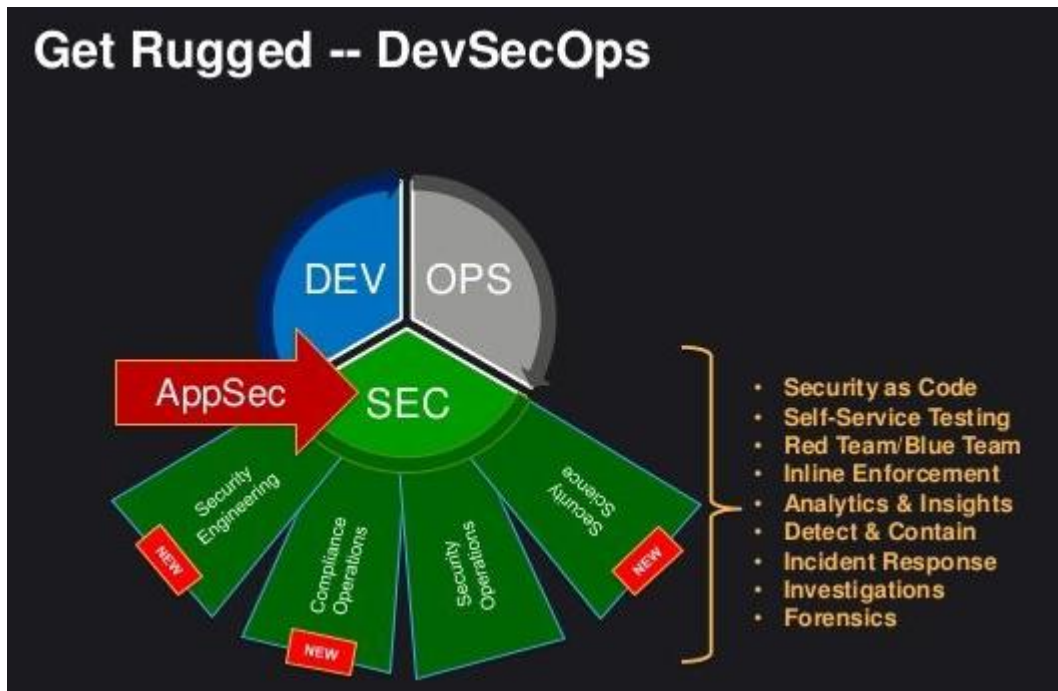 Get Rugged -- DevSecOps
DEV
OPS
AppSec
SEC
Security
Engineering
NEW
Compliance
Operations
NEW
Security
Operations
Security
Science
NEW
• Security as Code
• Self-Service Testing
• Red Team/Blue Team
• Inline Enforcement
• Analytics & Insights
• Detect & Contain
• Incident Response
• Investigations
• Forensics